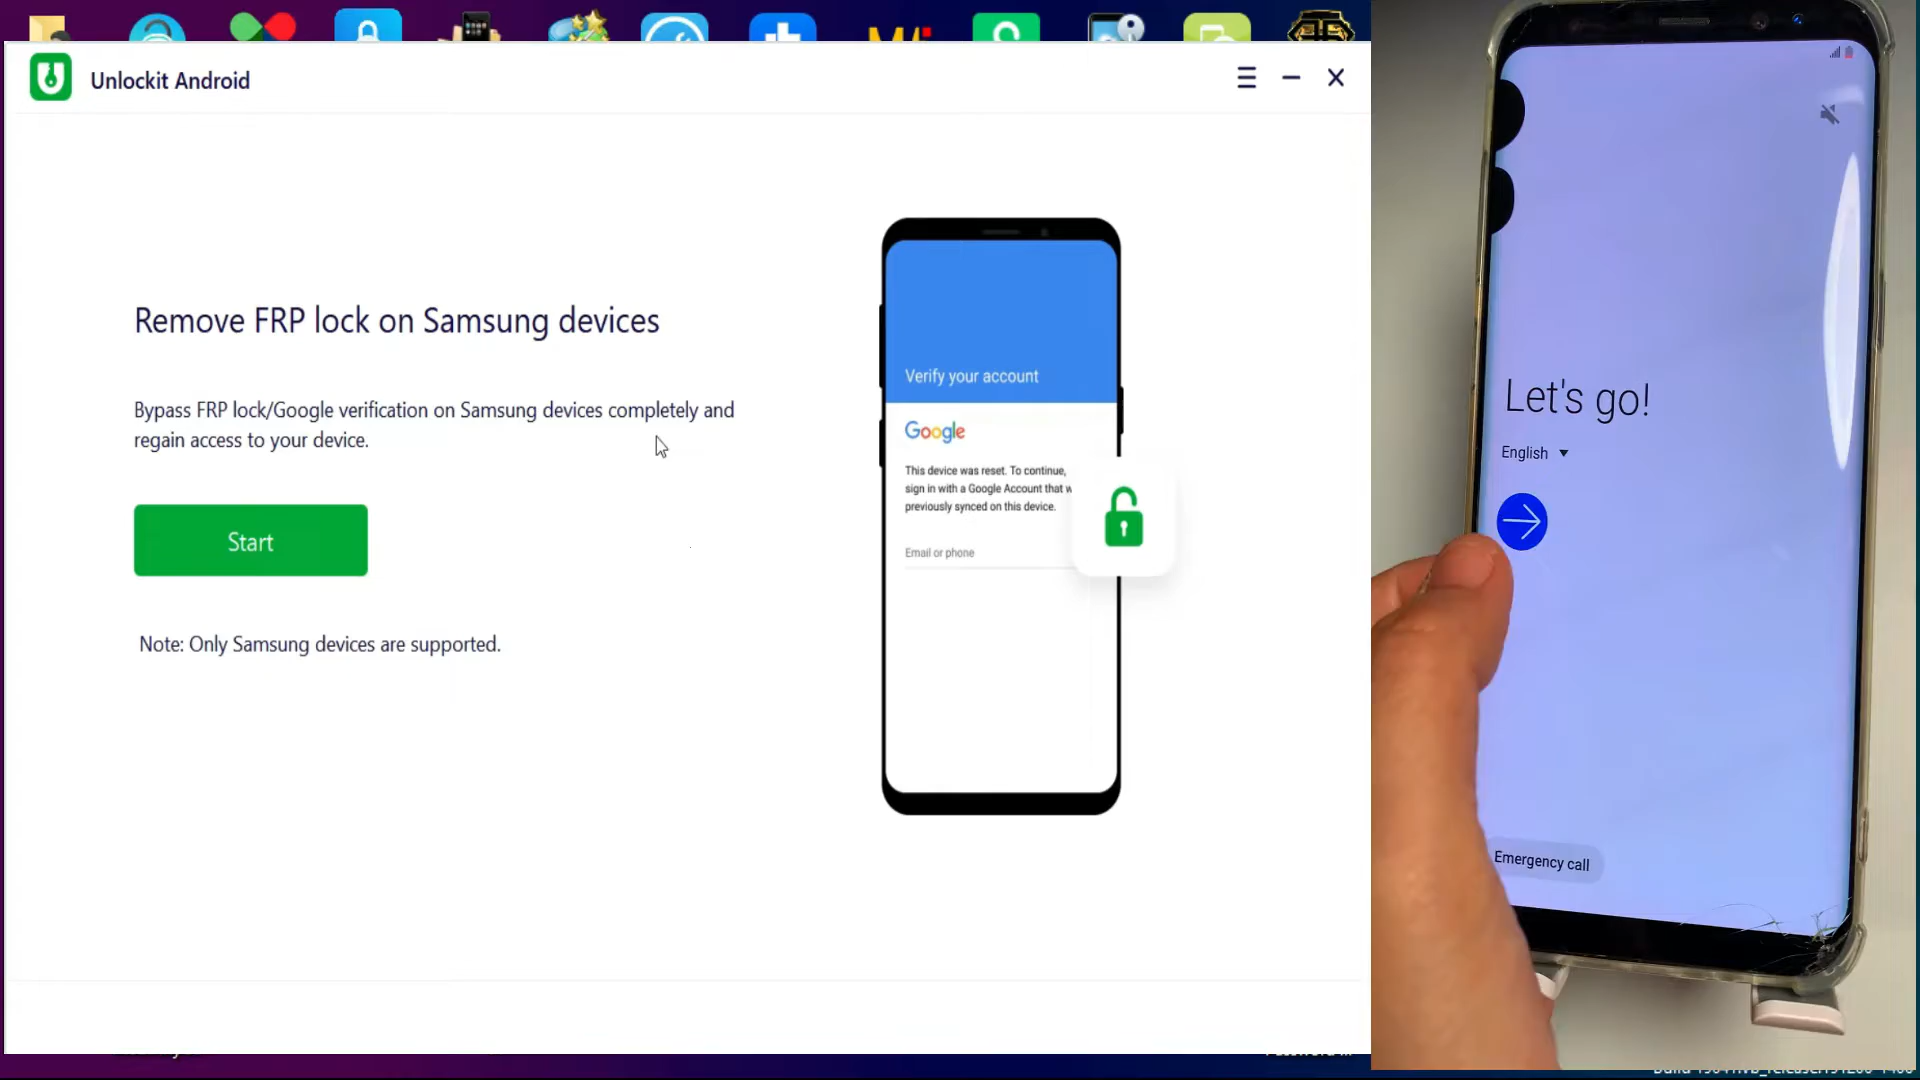 Unlockit Android
Remove FRP lock on Samsung devices
Bypass FRP lock/Google verification on Samsung devices completely and
regain access to your device.
Start
Note: Only Samsung devices are supported.
Verify your account
Google
This device was reset. To continue,
sign in with a Google Account that w
previously synced on this device.
Email or phone
Let's go!
English
Emergency call